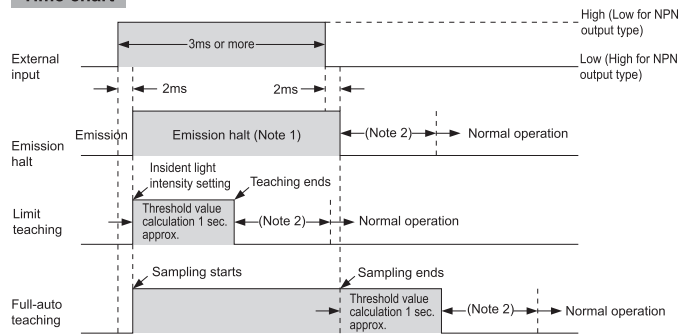 Time chart
High (Low for NPN
output type)
3ms or more
External
input
Low (High for NPN
output type)
2ms
2ms
Emission
Emission halt (Note 1)
(Note 2)
Normal operation
Emission
halt
Insident light
intensity setting
Teaching ends
Limit
teaching
Threshold value
calculation 1 sec.
approx.
(Note 2)
Normal operation
Sampling starts
Sampling ends
Full-auto
teaching
Threshold value
calculation 1 sec.
approx.
(Note 2)
Normal operation